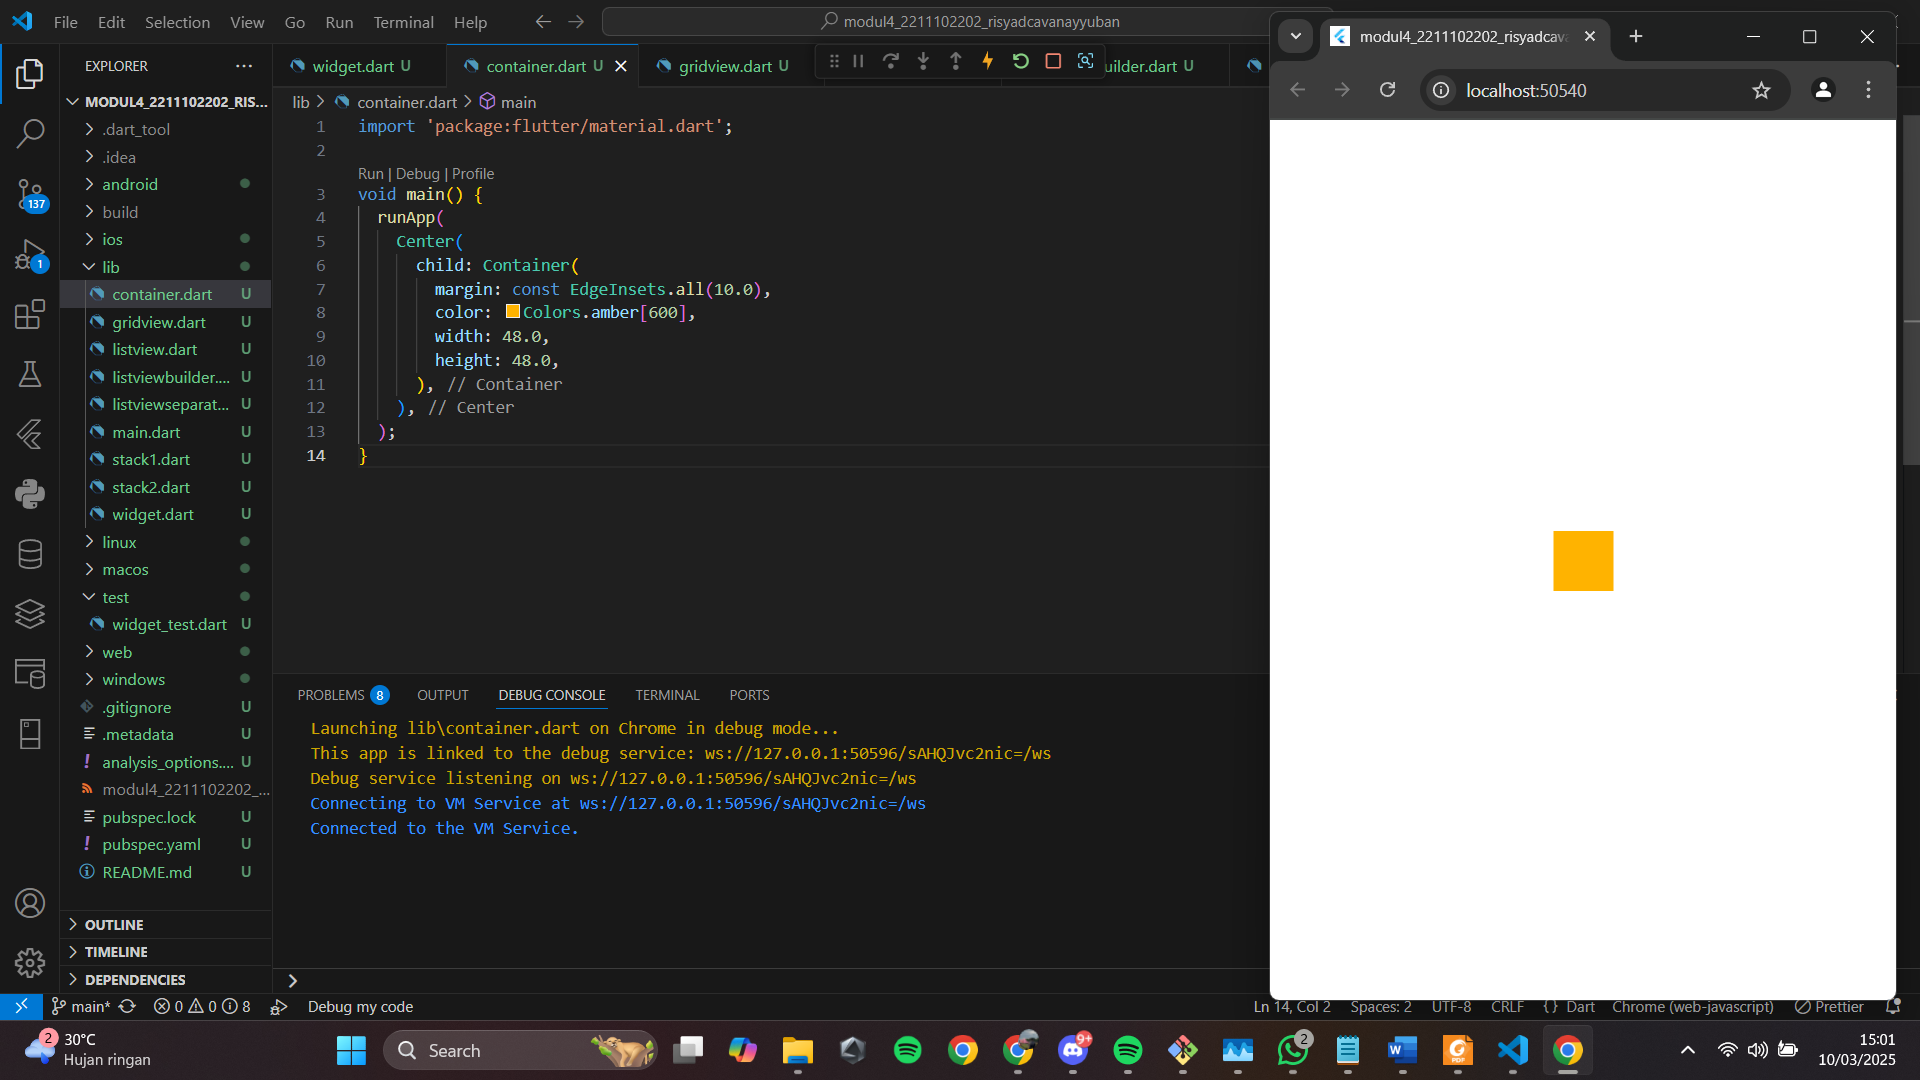 File Edit Selection View Go Run Terminal Help
modul4_2211102202_risyadcavanayyuban
EXPLORER
MODUL4_2211102202_RIS...
.dart_tool
.idea
android
build
ios
lib
container.dart U
gridview.dart U
listview.dart U
listviewbuilder.... U
listviewseparat... U
main.dart U
stack1.dart U
stack2.dart U
widget.dart U
linux
macos
test
widget_test.dart U
web
windows
.gitignore U
.metadata U
analysis_options.... U
modul4_2211102202_...
pubspec.lock U
pubspec.yaml U
README.md U
OUTLINE
TIMELINE
DEPENDENCIES
137
1
widget.dart U container.dart U gridview.dart U uilder.dart U
lib > container.dart > main
1 import 'package:flutter/material.dart';
2
Run | Debug | Profile
3 void main() {
4 runApp(
5 Center(
6 child: Container(
7 margin: const EdgeInsets.all(10.0),
8 color: Colors.amber[600],
9 width: 48.0,
10 height: 48.0,
11 ), // Container
12 ), // Center
13 );
14 }
PROBLEMS 8 OUTPUT DEBUG CONSOLE TERMINAL PORTS
Launching lib\container.dart on Chrome in debug mode...
This app is linked to the debug service: ws://127.0.0.1:50596/sAHQJvc2nic=/ws
Debug service listening on ws://127.0.0.1:50596/sAHQJvc2nic=/ws
Connecting to VM Service at ws://127.0.0.1:50596/sAHQJvc2nic=/ws
Connected to the VM Service.
modul4_2211102202_risyadcav
localhost:50540
main* 0 0 8 Debug my code Ln 14, Col 2 Spaces: 2 UTF-8 CRLF {} Dart Chrome (web-javascript) Prettier
2
30°C
Hujan ringan
Search
9+
2
PDF
15:01
10/03/2025